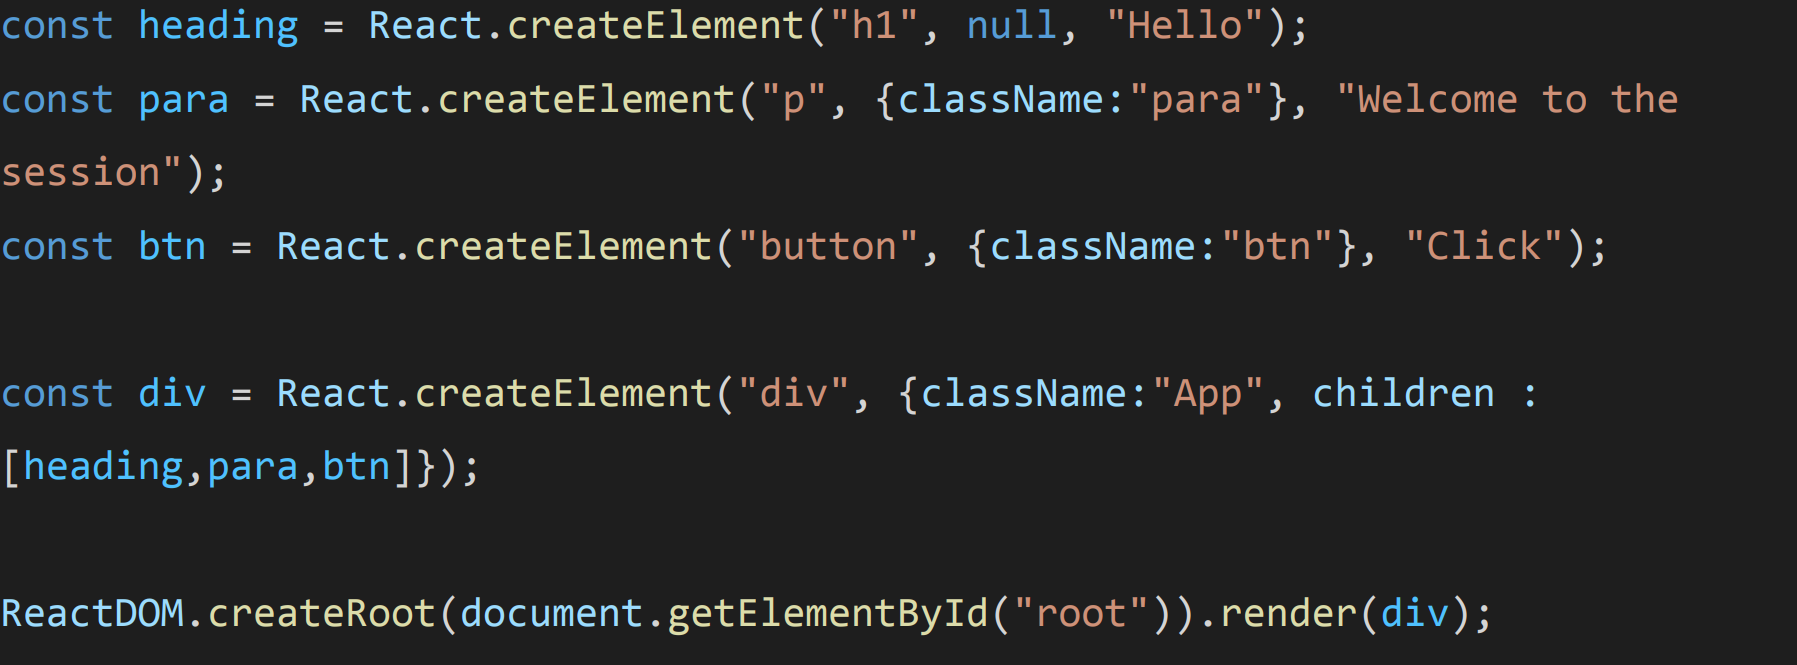 const heading = React.createElement("h1", null, "Hello");
const para = React.createElement("p", {className:"para"}, "Welcome to the
session");
const btn = React.createElement("button", {className:"btn"}, "Click");
const div = React.createElement("div", {className:"App", children :
[heading,para,btn]});
ReactDOM.createRoot(document.getElementById("root")).render(div);